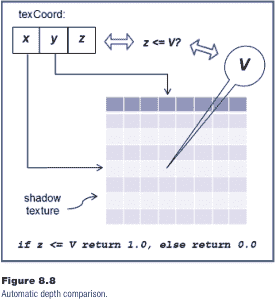 texCoord:
x y z
z <= V?
V
shadow
texture
if z <= V return 1.0, else return 0.0
Figure 8.8
Automatic depth comparison.